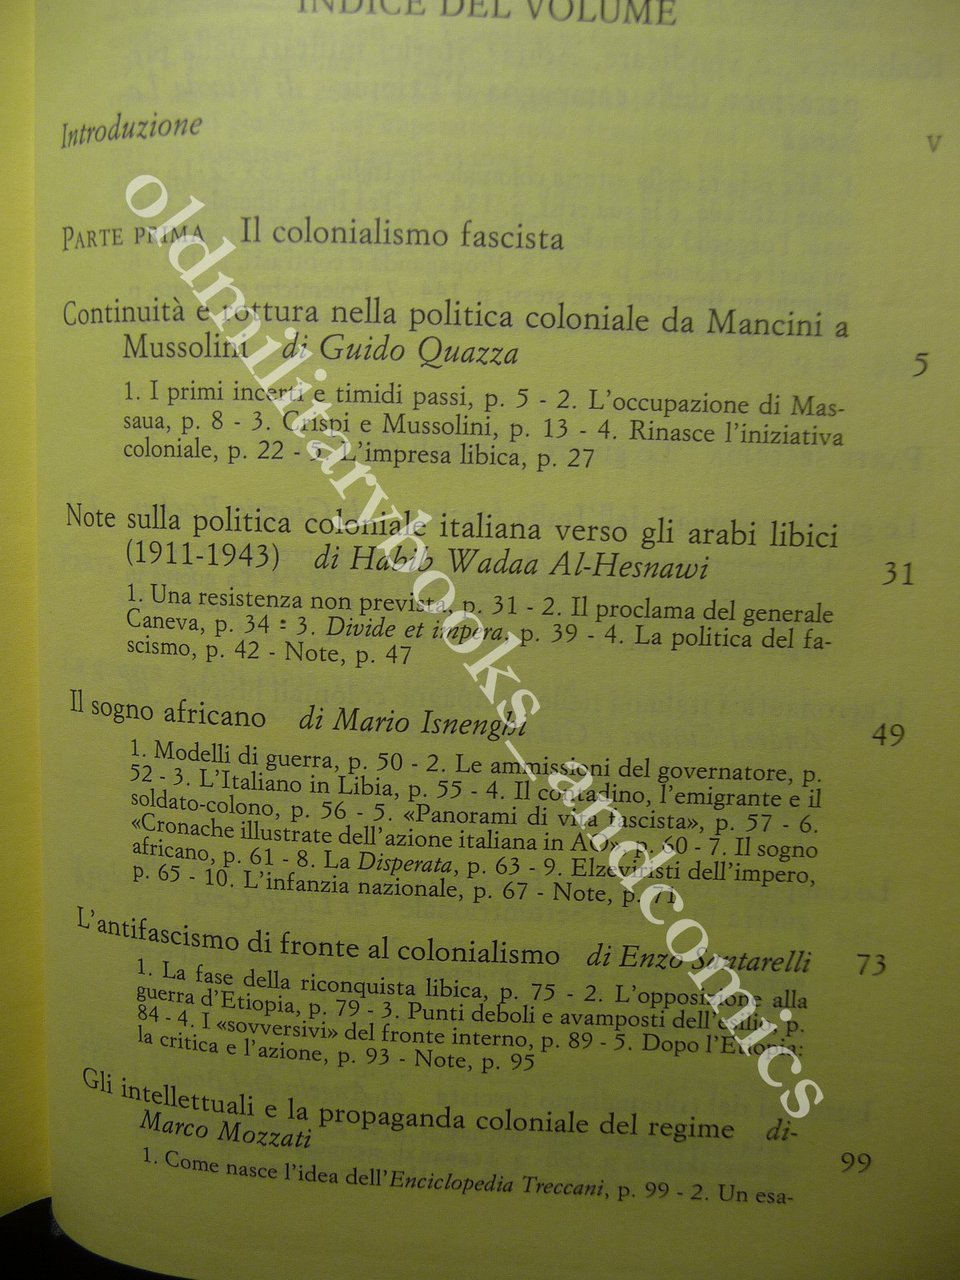 INDICE DEL VOLUME
Introduzione V
PARTE PRIMA Il colonialismo fascista
Continuità e rottura nella politica coloniale da Mancini a
Mussolini di Guido Quazza 5
1. I primi incerti e timidi passi, p. 5 - 2. L'occupazione di Mas-
saua, p. 8 - 3. Crispi e Mussolini, p. 13 - 4. Rinasce l'iniziativa
coloniale, p. 22 - 5. L'impresa libica, p. 27
Note sulla politica coloniale italiana verso gli arabi libici
(1911-1943) di Habib Wadaa Al-Hesnawi 31
1. Una resistenza non prevista, p. 31 - 2. Il proclama del generale
Caneva, p. 34 - 3. Divide et impera, p. 39 - 4. La politica del fa-
scismo, p. 42 - Note, p. 47
Il sogno africano di Mario Isnenghi 49
1. Modelli di guerra, p. 50 - 2. Le ammissioni del governatore, p.
52 - 3. L'Italiano in Libia, p. 55 - 4. Il contadino, l'emigrante e il
soldato-colono, p. 56 - 5. «Panorami di vita fascista», p. 57 - 6.
«Cronache illustrate dell'azione italiana in AO», p. 60 - 7. Il sogno
africano, p. 61 - 8. La Disperata, p. 63 - 9. Elzeviristi dell'impero,
p. 65 - 10. L'infanzia nazionale, p. 67 - Note, p. 71
L'antifascismo di fronte al colonialismo di Enzo Santarelli 73
1. La fase della riconquista libica, p. 75 - 2. L'opposizione alla
guerra d'Etiopia, p. 79 - 3. Punti deboli e avamposti dell'esilio, p.
84 - 4. I «sovversivi» del fronte interno, p. 89 - 5. Dopo l'Etiopia:
la critica e l'azione, p. 93 - Note, p. 95
Gli intellettuali e la propaganda coloniale del regime di-
Marco Mozzati 99
1. Come nasce l'idea dell'Enciclopedia Treccani, p. 99 - 2. Un esa-
oldmilitarybooks_andcomics